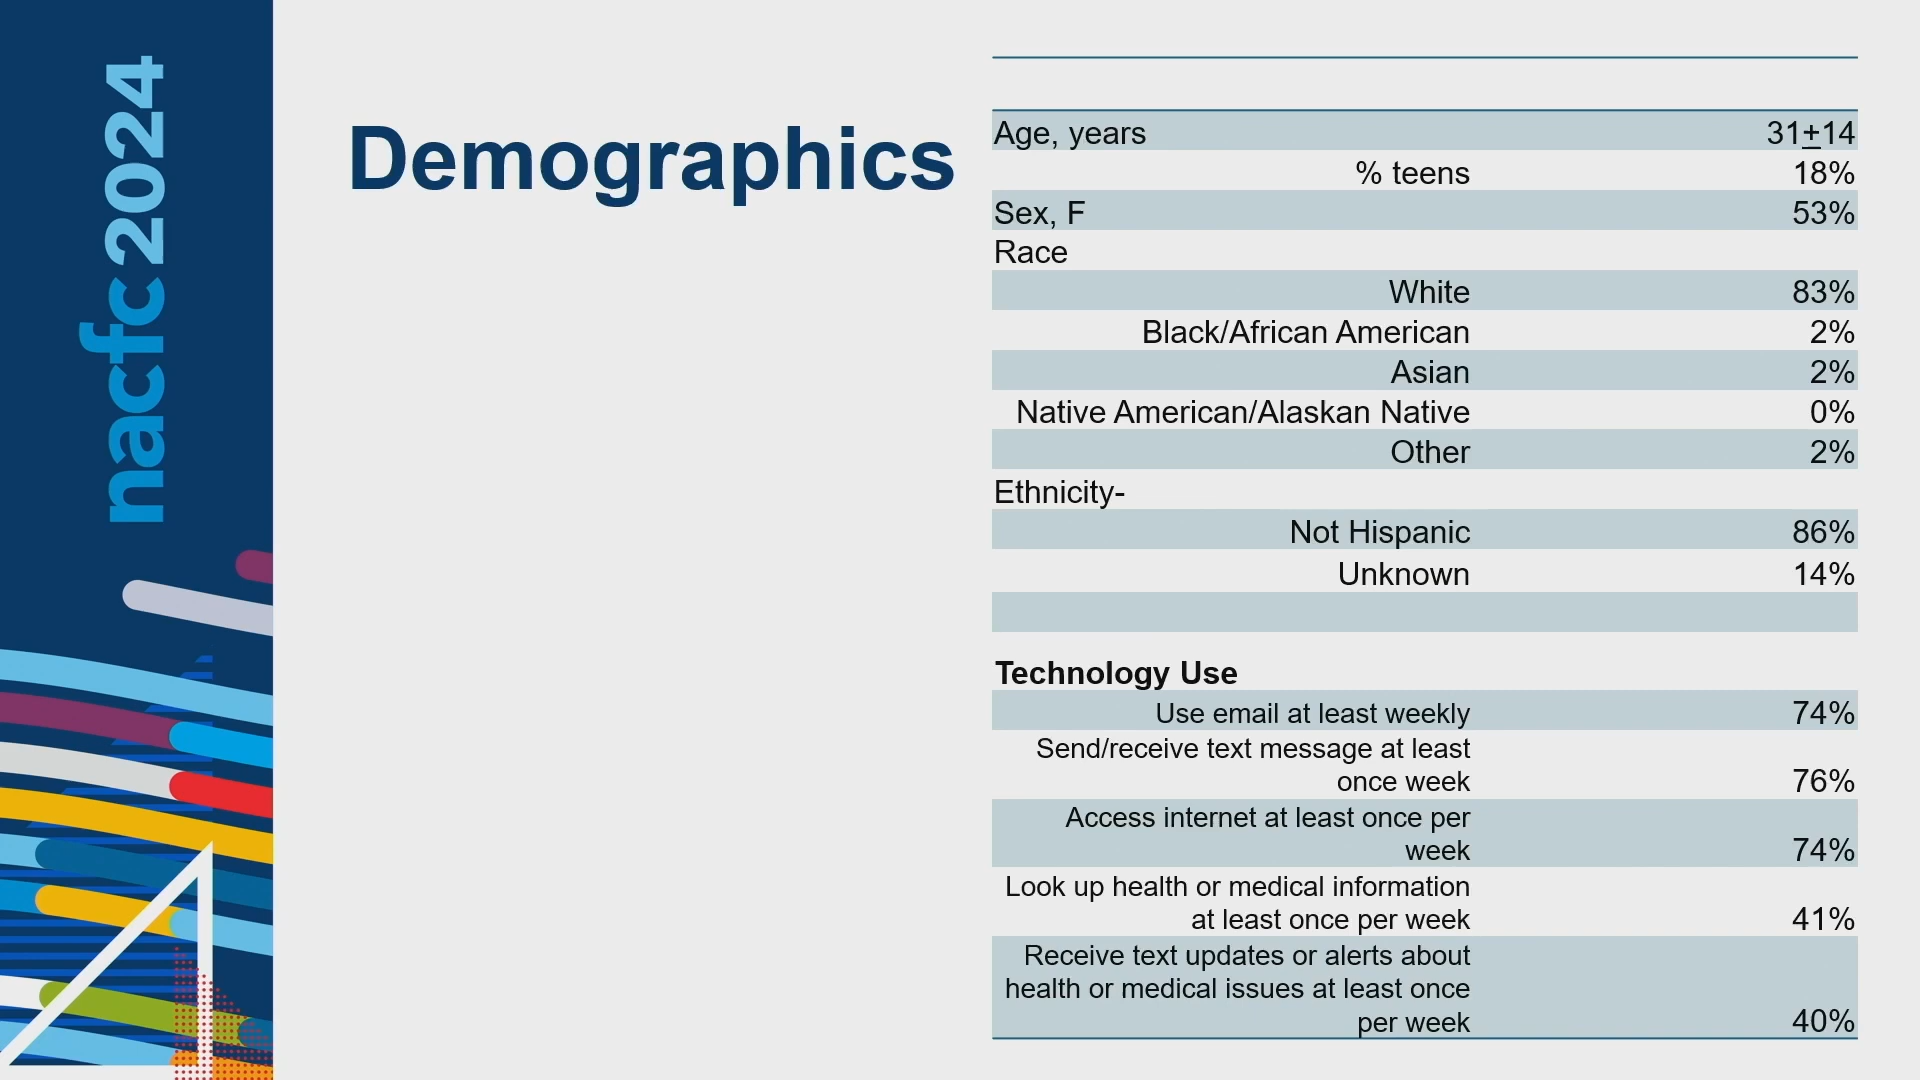 nacfc 2024
Demographics
Age, years 31±14
% teens 18%
Sex, F 53%
Race
White 83%
Black/African American 2%
Asian 2%
Native American/Alaskan Native 0%
Other 2%
Ethnicity-
Not Hispanic 86%
Unknown 14%
Technology Use
Use email at least weekly 74%
Send/receive text message at least
once week 76%
Access internet at least once per
week 74%
Look up health or medical information
at least once per week 41%
Receive text updates or alerts about
health or medical issues at least once
per week 40%